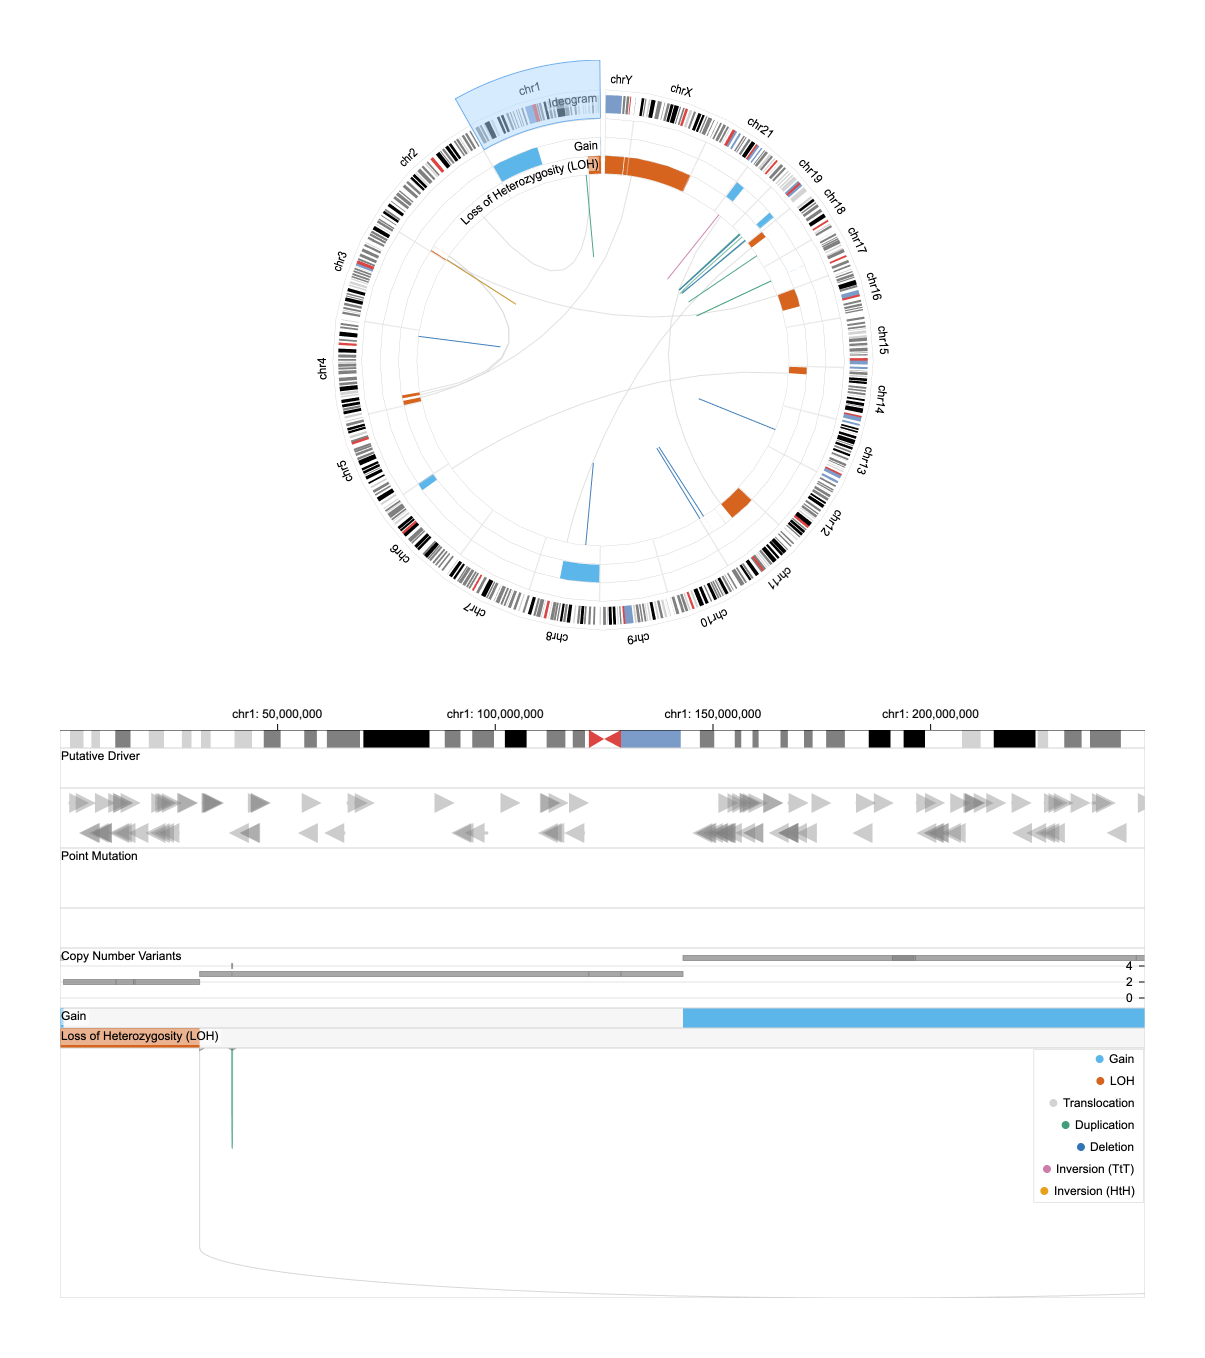 chrY
chrX
chr21
chr19
chr18
chr17
chr16
chr15
chr14
chr13
chr12
chr11
chr10
chr9
chr8
chr7
chr6
chr5
chr4
chr3
chr2
chr1
Ideogram
Gain
Loss of Heterozygosity (LOH)
chr1: 50,000,000 chr1: 100,000,000 chr1: 150,000,000 chr1: 200,000,000
Putative Driver
Point Mutation
Copy Number Variants
4
2
0
Gain
Loss of Heterozygosity (LOH)
Gain
LOH
Translocation
Duplication
Deletion
Inversion (TtT)
Inversion (HtH)